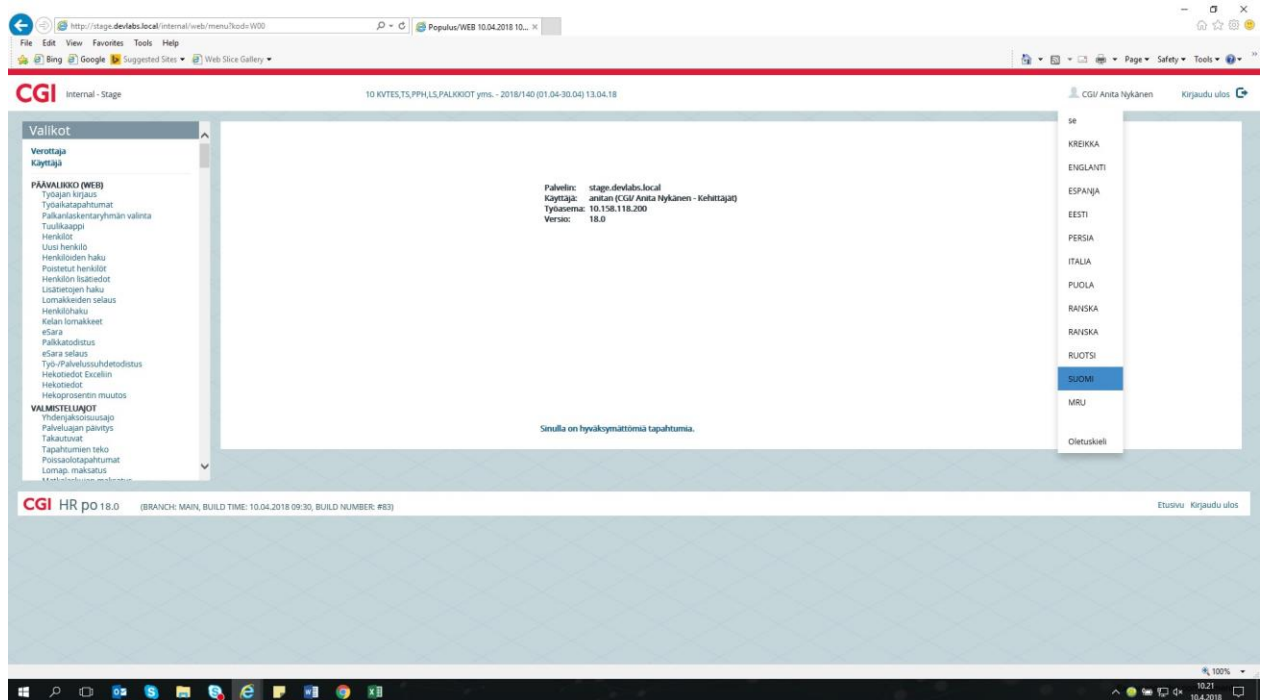 http://stage.devlabs.local/internal/web/menu?kod=W00
Populus/WEB 10.04.2018 10...
File Edit View Favorites Tools Help
Bing Google Suggested Sites Web Slice Gallery
Page Safety Tools
CGI Internal - Stage
10 KVTES,TS,PPH,LS,PALKKIOT yms. - 2018/140 (01.04-30.04) 13.04.18
CGI/ Anita Nykänen
Kirjaudu ulos
Valikot
Verottaja
Käyttäjä
PÄÄVALIKKO (WEB)
Työajan kirjaus
Työaikatapahtumat
Palkanlaskentaryhmän valinta
Tuulikaappi
Henkilöt
Uusi henkilö
Henkilöiden haku
Poistetut henkilöt
Henkilön lisätiedot
Lisätietojen haku
Lomakkeiden selaus
Henkilöhaku
Kelan lomakkeet
eSara
Palkkatodistus
eSara selaus
Työ-/Palvelussuhdetodistus
Hekotiedot Exceliin
Hekotiedot
Hekoprosentin muutos
VALMISTELUAJOT
Yhdenjaksoisuusajo
Palveluajan päivitys
Takautuvat
Tapahtumien teko
Poissaolotapahtumat
Lomap. maksatus
Palvelin: stage.devlabs.local
Käyttäjä: anitan (CGI/ Anita Nykänen - Kehittäjät)
Työasema: 10.158.118.200
Versio: 18.0
Sinulla on hyväksymättömiä tapahtumia.
se
KREIKKA
ENGLANTI
ESPANJA
EESTI
PERSIA
ITALIA
PUOLA
RANSKA
RANSKA
RUOTSI
SUOMI
MRU
Oletuskieli
CGI HR po 18.0 (BRANCH: MAIN, BUILD TIME: 10.04.2018 09:30, BUILD NUMBER: #83)
Etusivu Kirjaudu ulos
100%
10.21
10.4.2018